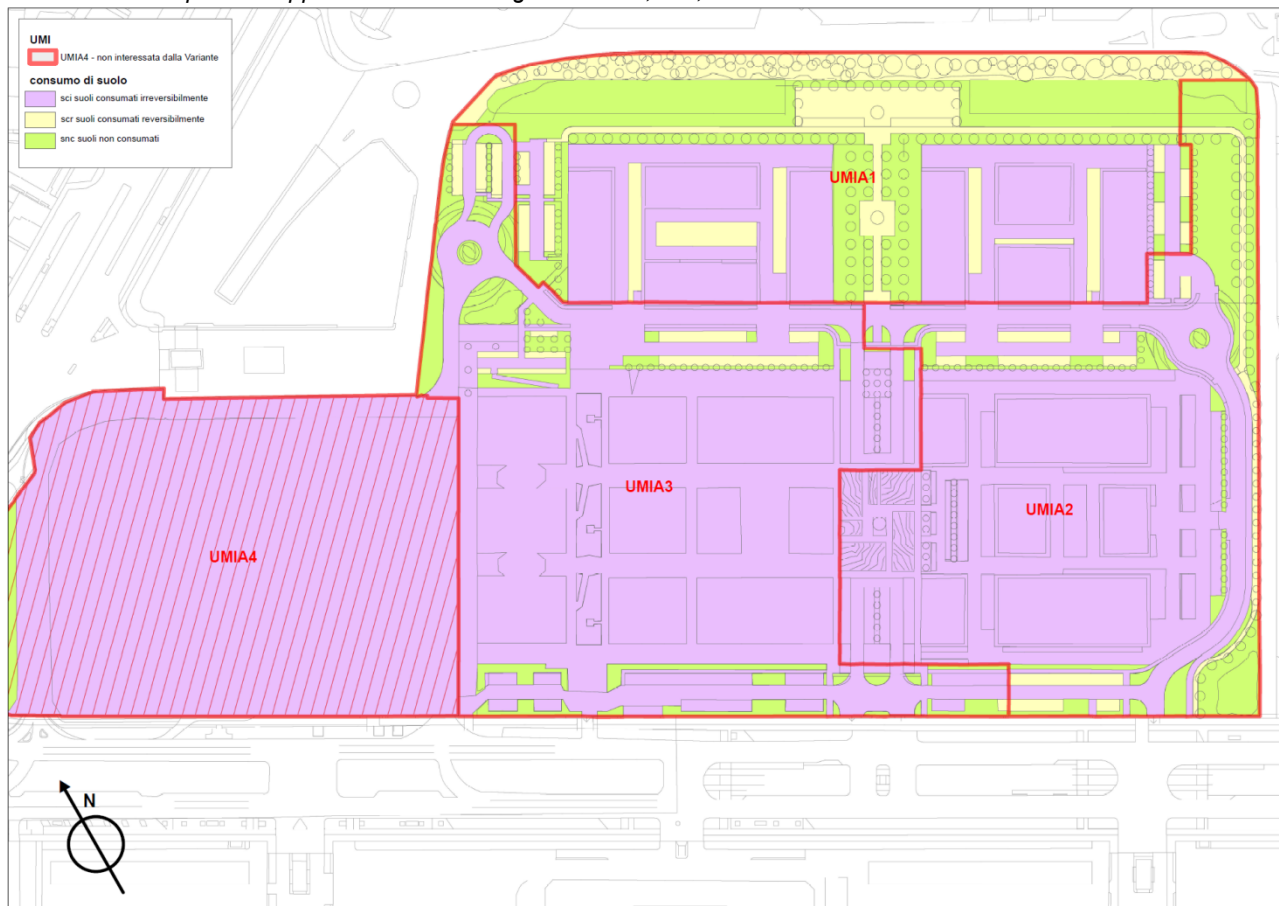 UMI
UMIA4 - non interessata dalla Variante
consumo di suolo
sci suoli consumati irreversibilmente
scr suoli consumati reversibilmente
snc suoli non consumati
UMIA1
UMIA3
UMIA2
UMIA4
N